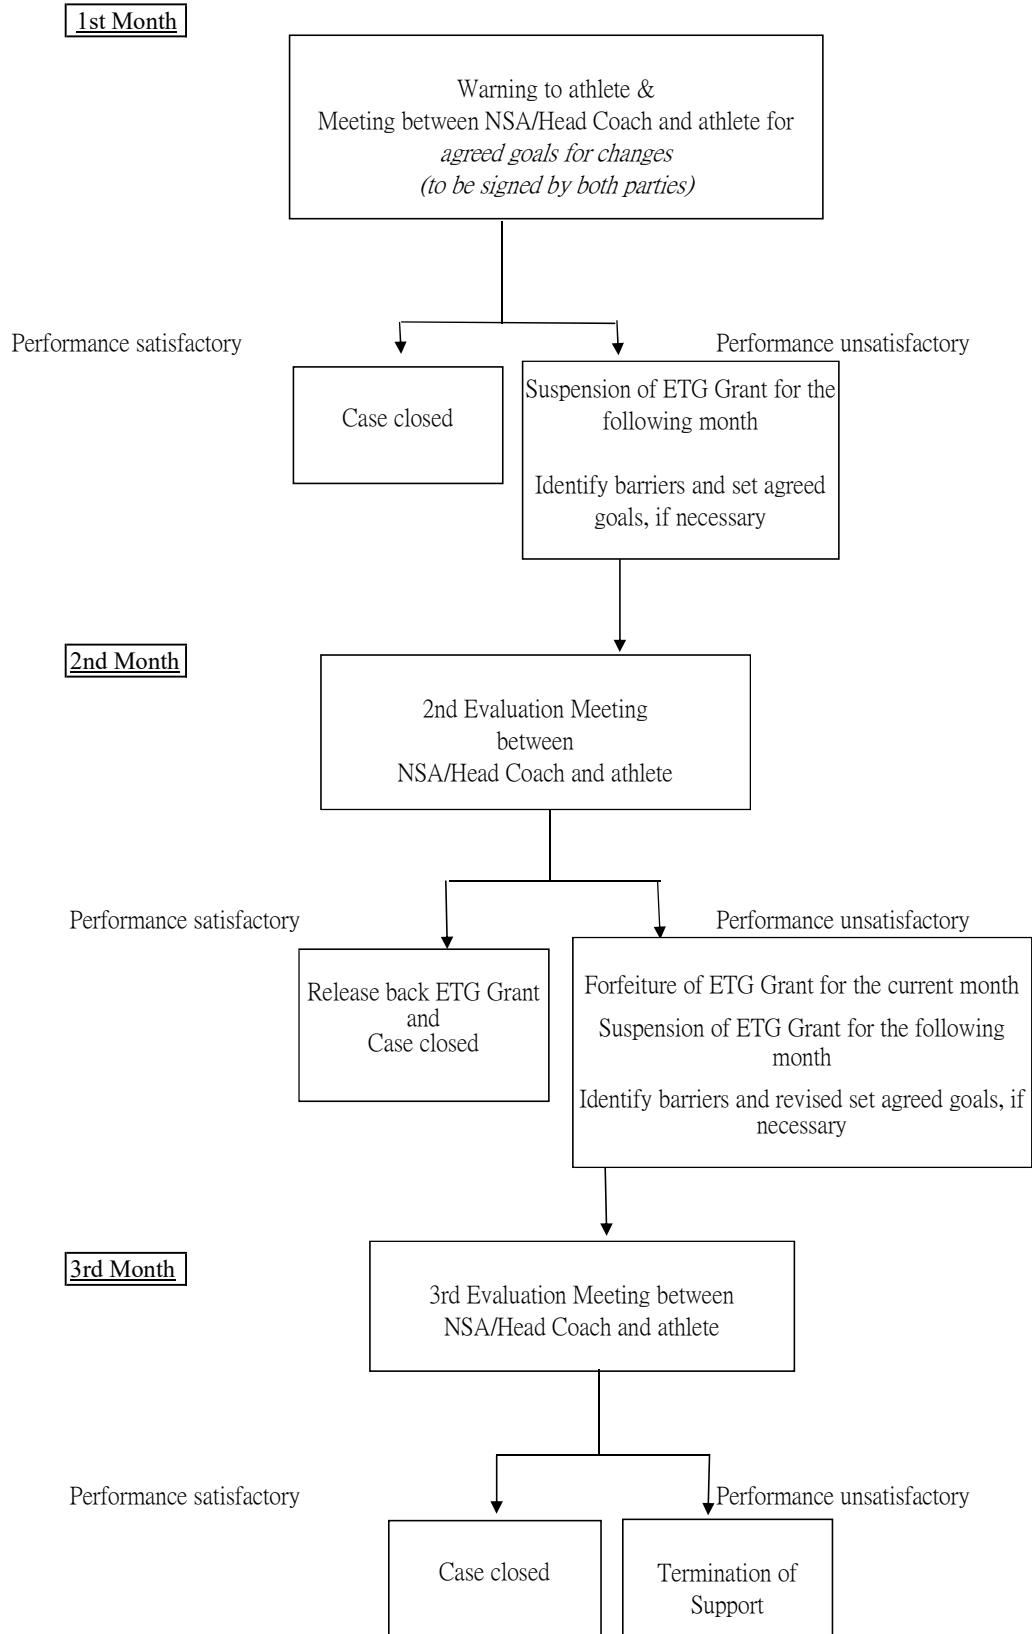 1st Month
Warning to athlete &
Meeting between NSA/Head Coach and athlete for
agreed goals for changes
(to be signed by both parties)
Performance satisfactory
Performance unsatisfactory
Case closed
Suspension of ETG Grant for the
following month
Identify barriers and set agreed
goals, if necessary
2nd Month
2nd Evaluation Meeting
between
NSA/Head Coach and athlete
Performance satisfactory
Performance unsatisfactory
Release back ETG Grant
and
Case closed
Forfeiture of ETG Grant for the current month
Suspension of ETG Grant for the following
month
Identify barriers and revised set agreed goals, if
necessary
3rd Month
3rd Evaluation Meeting between
NSA/Head Coach and athlete
Performance satisfactory
Performance unsatisfactory
Case closed
Termination of
Support